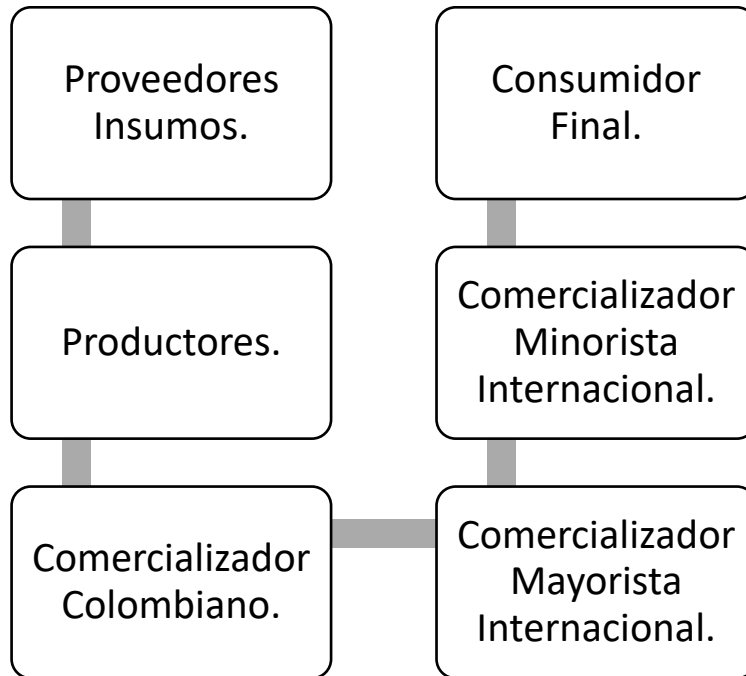 Proveedores
Insumos.
Productores.
Comercializador
Colombiano.
Comercializador
Mayorista
Internacional.
Comercializador
Minorista
Internacional.
Consumidor
Final.